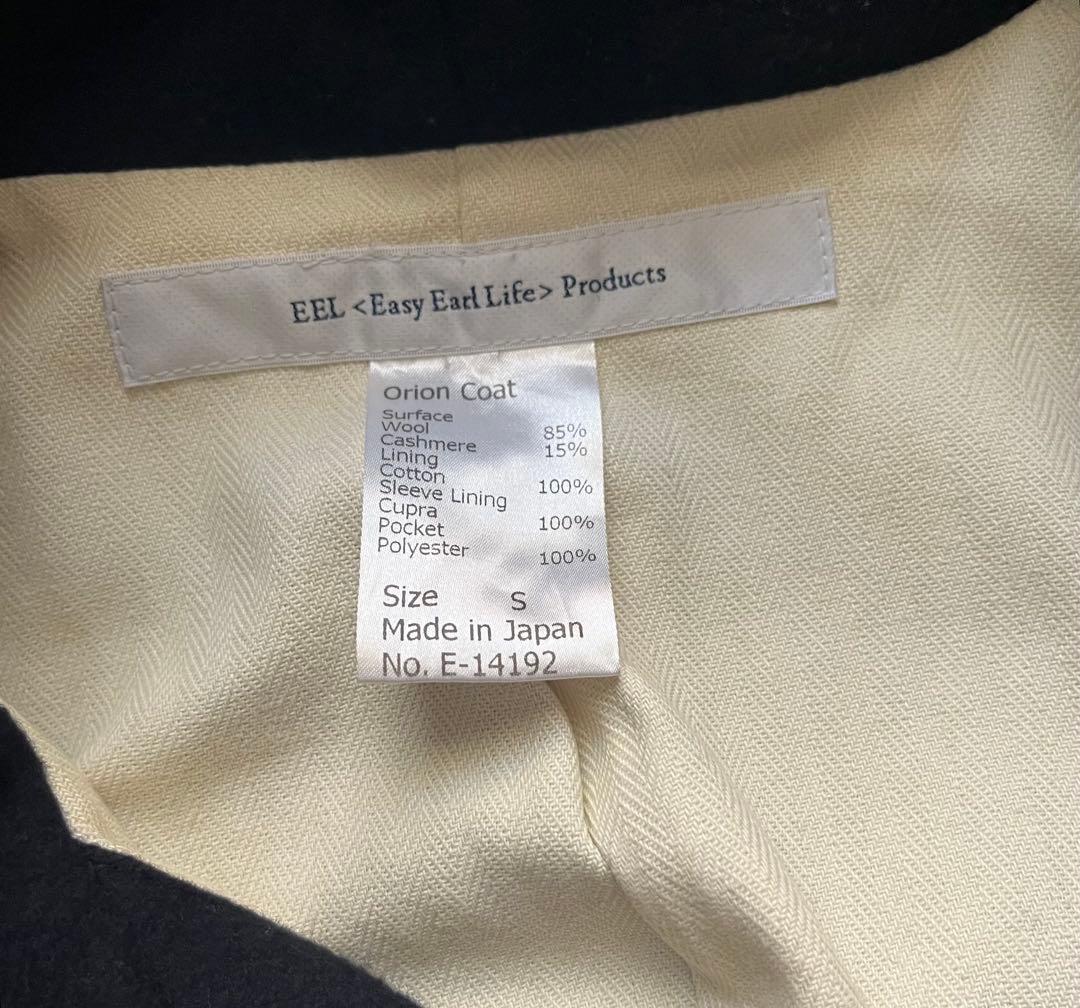 EEL <Easy Earl Life> Products
Orion Coat
Surface
Wool 85%
Cashmere 15%
Lining
Cotton 100%
Sleeve Lining
Cupra 100%
Pocket
Polyester 100%
Size S
Made in Japan
No. E-14192